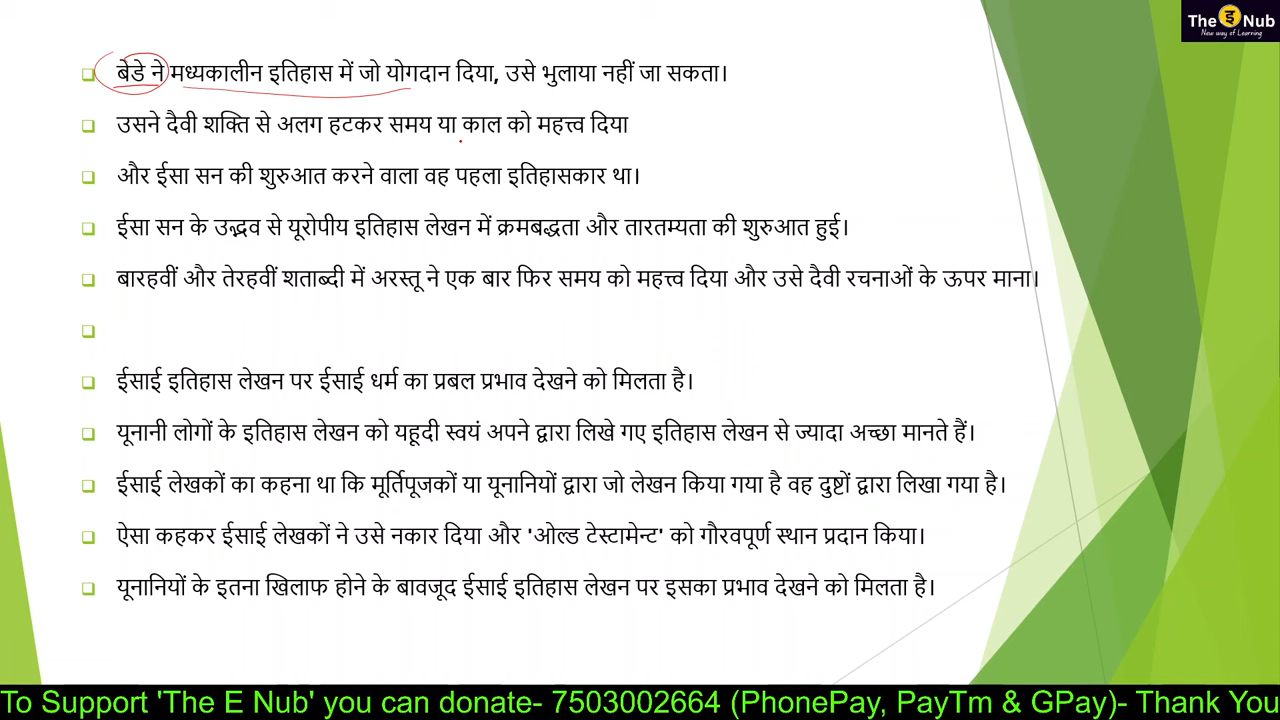 The इ Nub
New way of Learning
बेडे ने मध्यकालीन इतिहास में जो योगदान दिया, उसे भुलाया नहीं जा सकता।
उसने दैवी शक्ति से अलग हटकर समय या काल को महत्त्व दिया
और ईसा सन की शुरुआत करने वाला वह पहला इतिहासकार था।
ईसा सन के उद्भव से यूरोपीय इतिहास लेखन में क्रमबद्धता और तारतम्यता की शुरुआत हुई।
बारहवीं और तेरहवीं शताब्दी में अरस्तू ने एक बार फिर समय को महत्त्व दिया और उसे दैवी रचनाओं के ऊपर माना।
ईसाई इतिहास लेखन पर ईसाई धर्म का प्रबल प्रभाव देखने को मिलता है।
यूनानी लोगों के इतिहास लेखन को यहूदी स्वयं अपने द्वारा लिखे गए इतिहास लेखन से ज्यादा अच्छा मानते हैं।
ईसाई लेखकों का कहना था कि मूर्तिपूजकों या यूनानियों द्वारा जो लेखन किया गया है वह दुष्टों द्वारा लिखा गया है।
ऐसा कहकर ईसाई लेखकों ने उसे नकार दिया और 'ओल्ड टेस्टामेन्ट' को गौरवपूर्ण स्थान प्रदान किया।
यूनानियों के इतना खिलाफ होने के बावजूद ईसाई इतिहास लेखन पर इसका प्रभाव देखने को मिलता है।
To Support 'The E Nub' you can donate- 7503002664 (PhonePay, PayTm & GPay)- Thank You